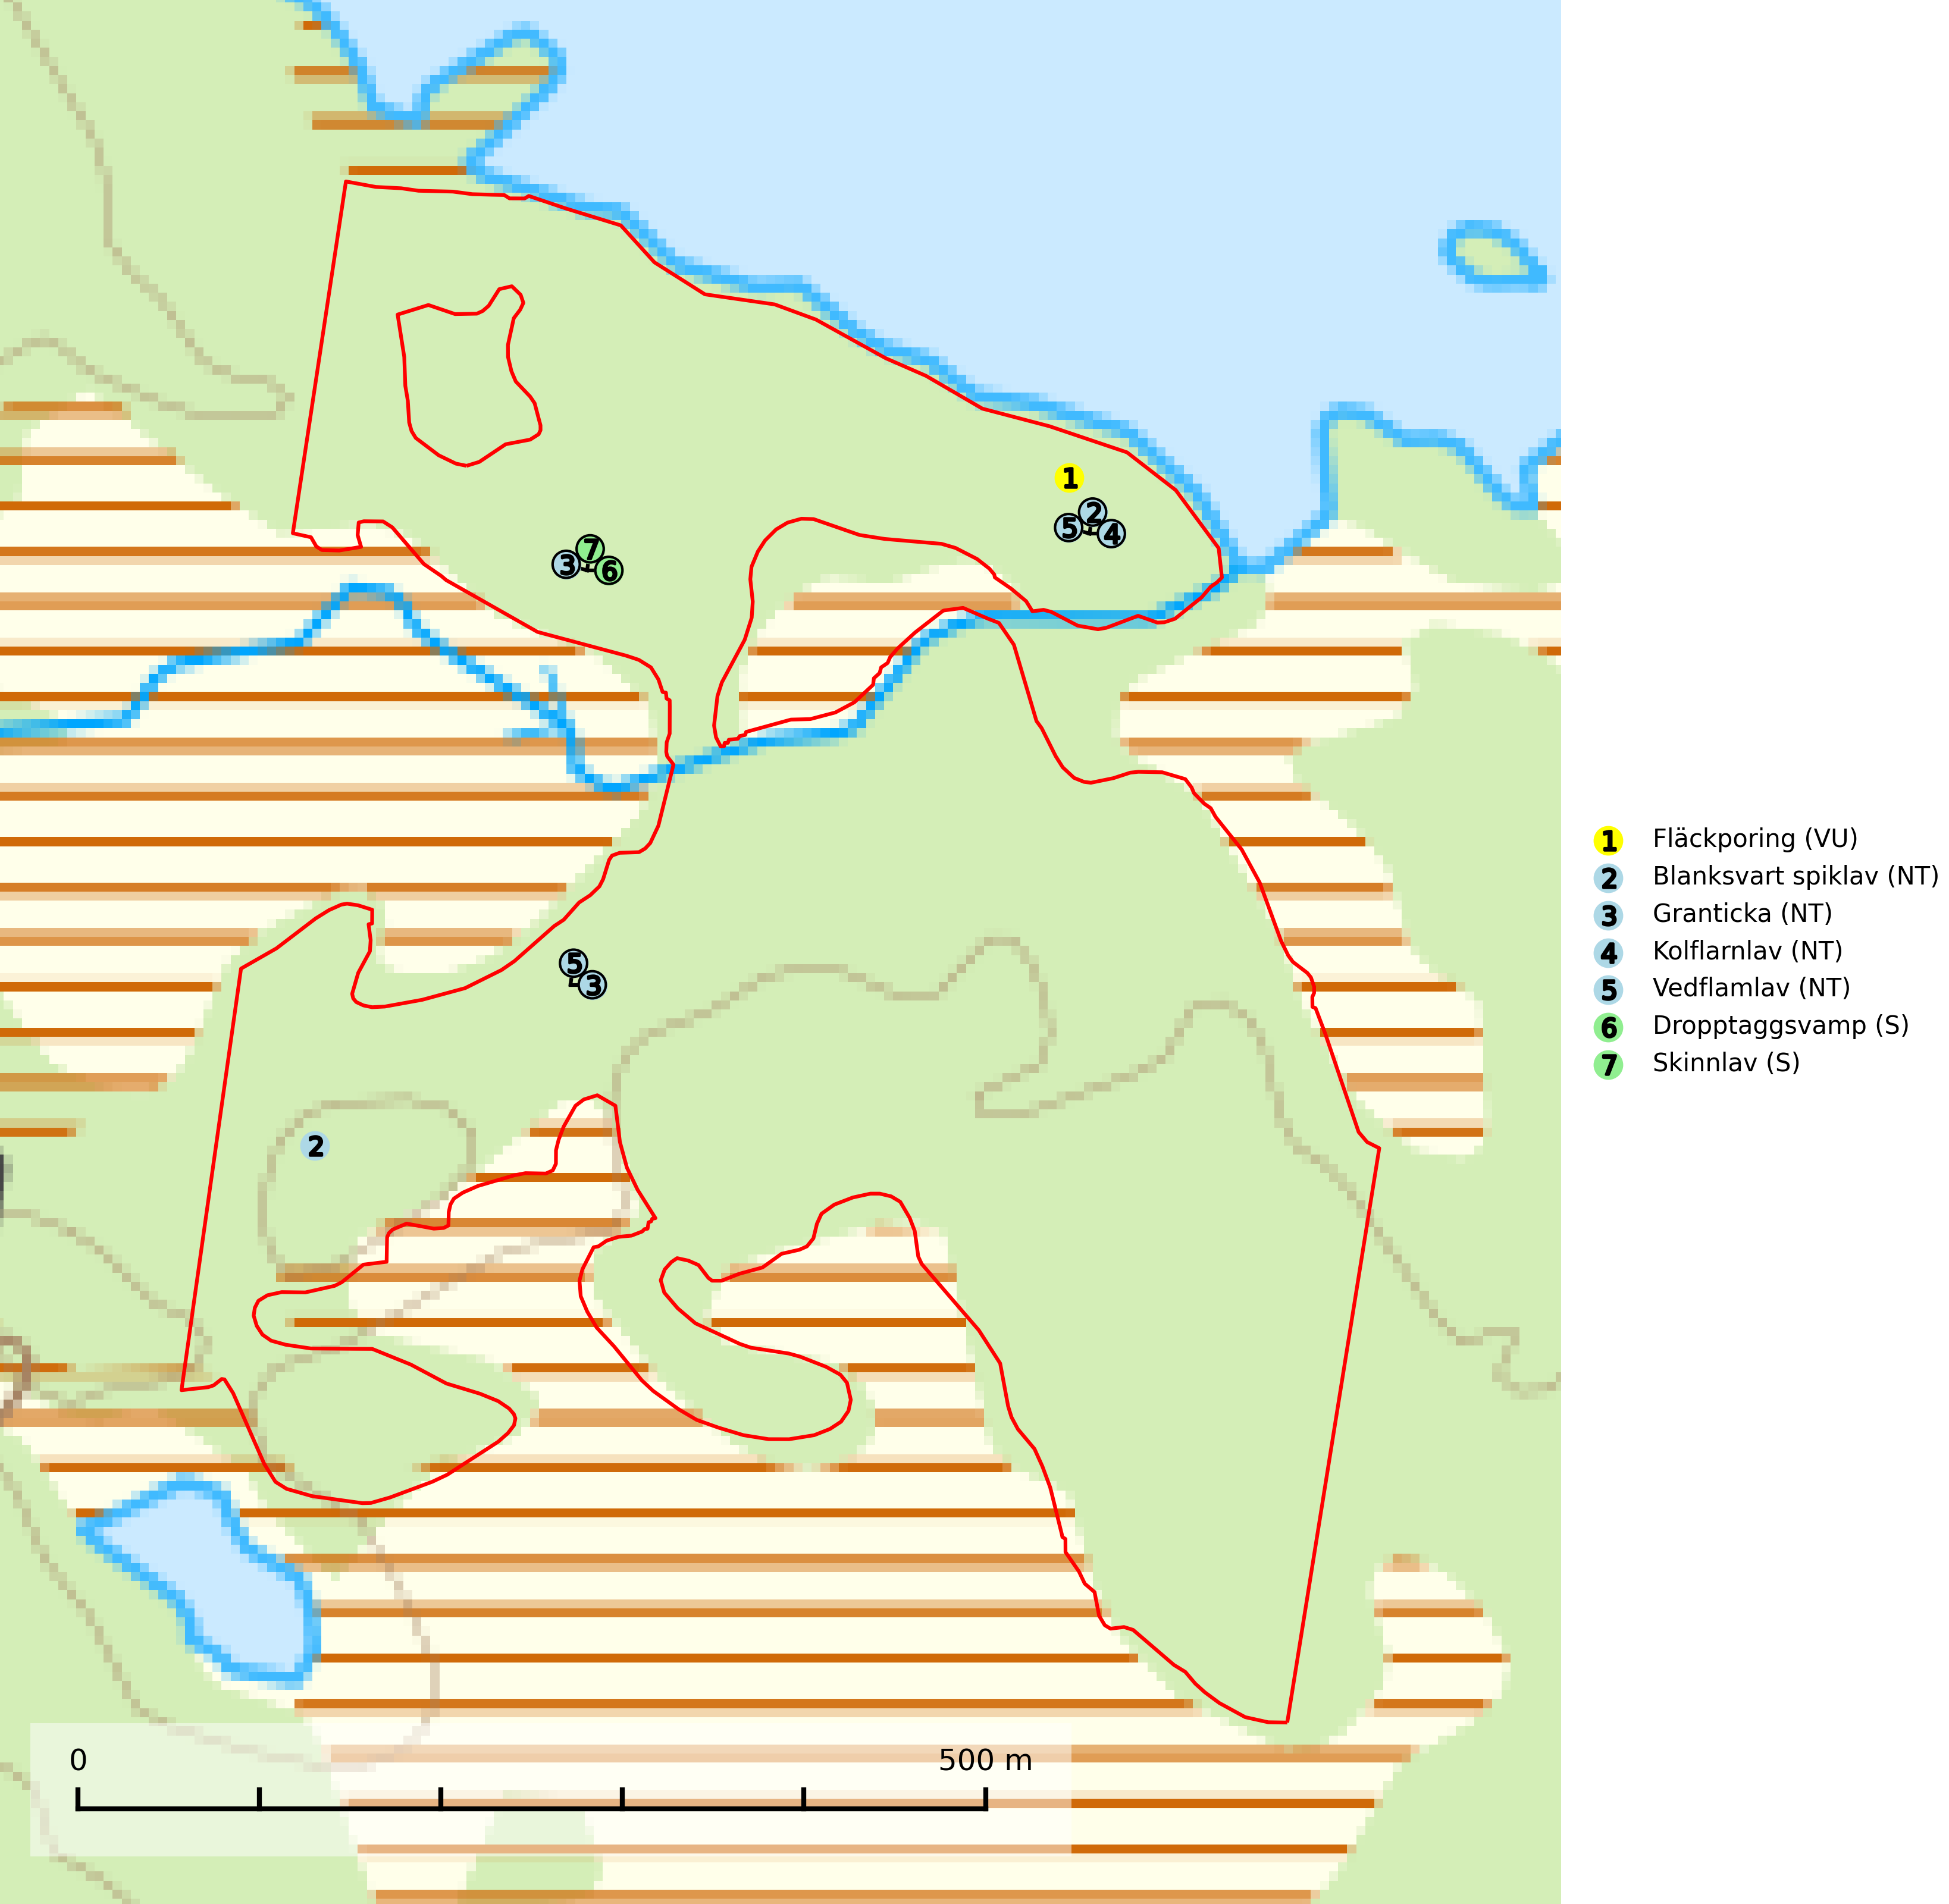 1
2
5 4
7
3 6
5
3
2
1 Fläckporing (VU)
2 Blanksvart spiklav (NT)
3 Granticka (NT)
4 Kolflarnlav (NT)
5 Vedflamlav (NT)
6 Dropptaggsvamp (S)
7 Skinnlav (S)
0 500 m